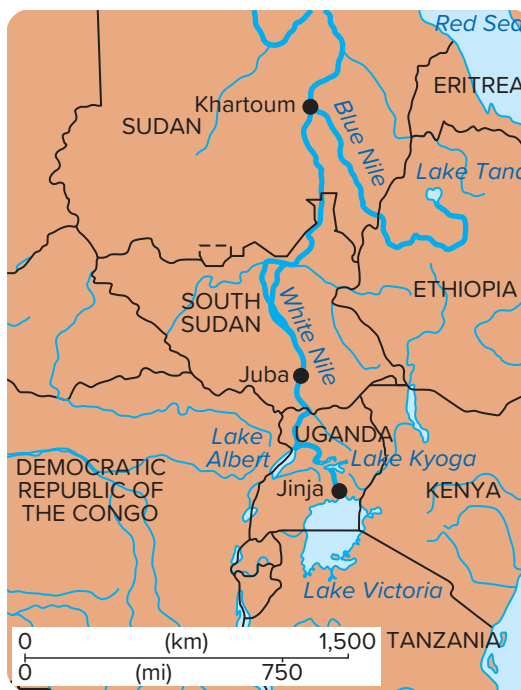 Red Sea
ERITREA
Khartoum
SUDAN
Blue Nile
Lake Tana
ETHIOPIA
SOUTH
SUDAN
White Nile
Juba
Lake
Albert
UGANDA
Lake Kyoga
DEMOCRATIC
REPUBLIC OF
THE CONGO
Jinja
KENYA
Lake Victoria
TANZANIA
0 (km) 1,500
0 (mi) 750